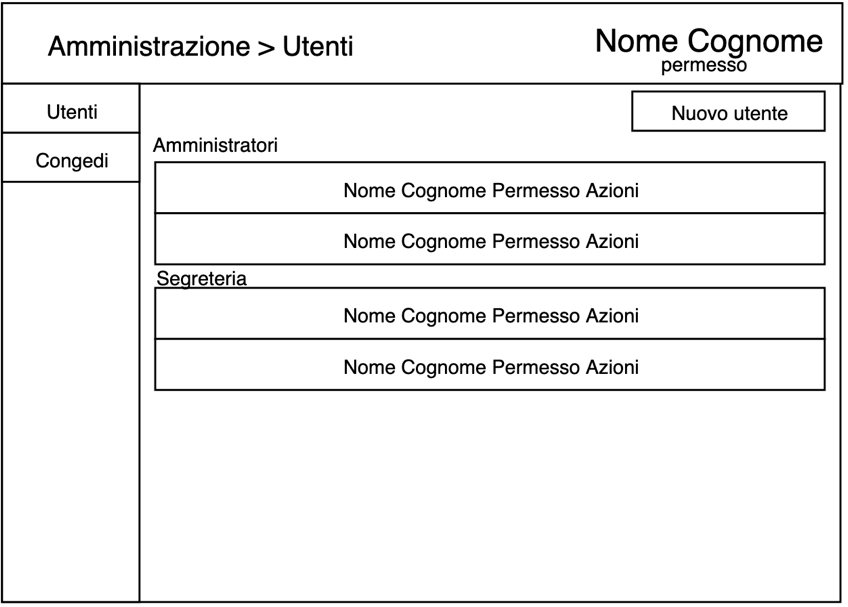 Amministrazione > Utenti
Nome Cognome
permesso
Utenti
Congedi
Nuovo utente
Amministratori
Nome Cognome Permesso Azioni
Nome Cognome Permesso Azioni
Segreteria
Nome Cognome Permesso Azioni
Nome Cognome Permesso Azioni